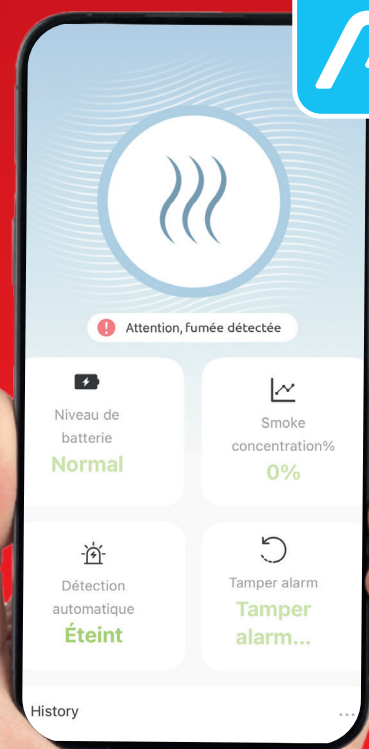 Attention, fumée détectée
Niveau de
batterie
Normal
Smoke
concentration%
0%
Détection
automatique
Éteint
Tamper alarm
Tamper
alarm...
History
...